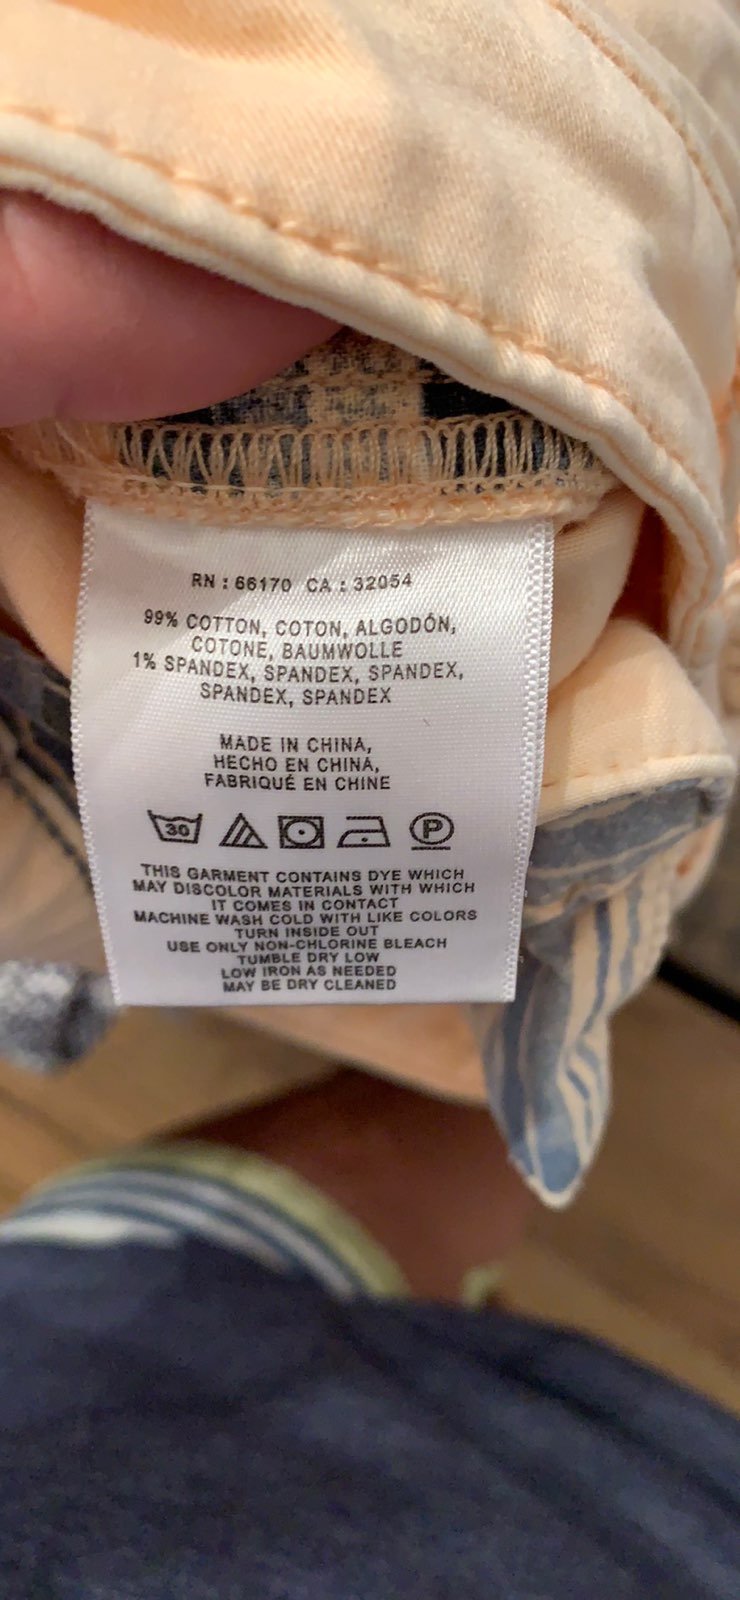 RN : 66170 CA : 32054
99% COTTON, COTON, ALGODÓN,
COTONE, BAUMWOLLE
1% SPANDEX, SPANDEX, SPANDEX,
SPANDEX, SPANDEX
MADE IN CHINA,
HECHO EN CHINA,
FABRIQUÉ EN CHINE
30 P
THIS GARMENT CONTAINS DYE WHICH
MAY DISCOLOR MATERIALS WITH WHICH
IT COMES IN CONTACT
MACHINE WASH COLD WITH LIKE COLORS
TURN INSIDE OUT
USE ONLY NON-CHLORINE BLEACH
TUMBLE DRY LOW
LOW IRON AS NEEDED
MAY BE DRY CLEANED